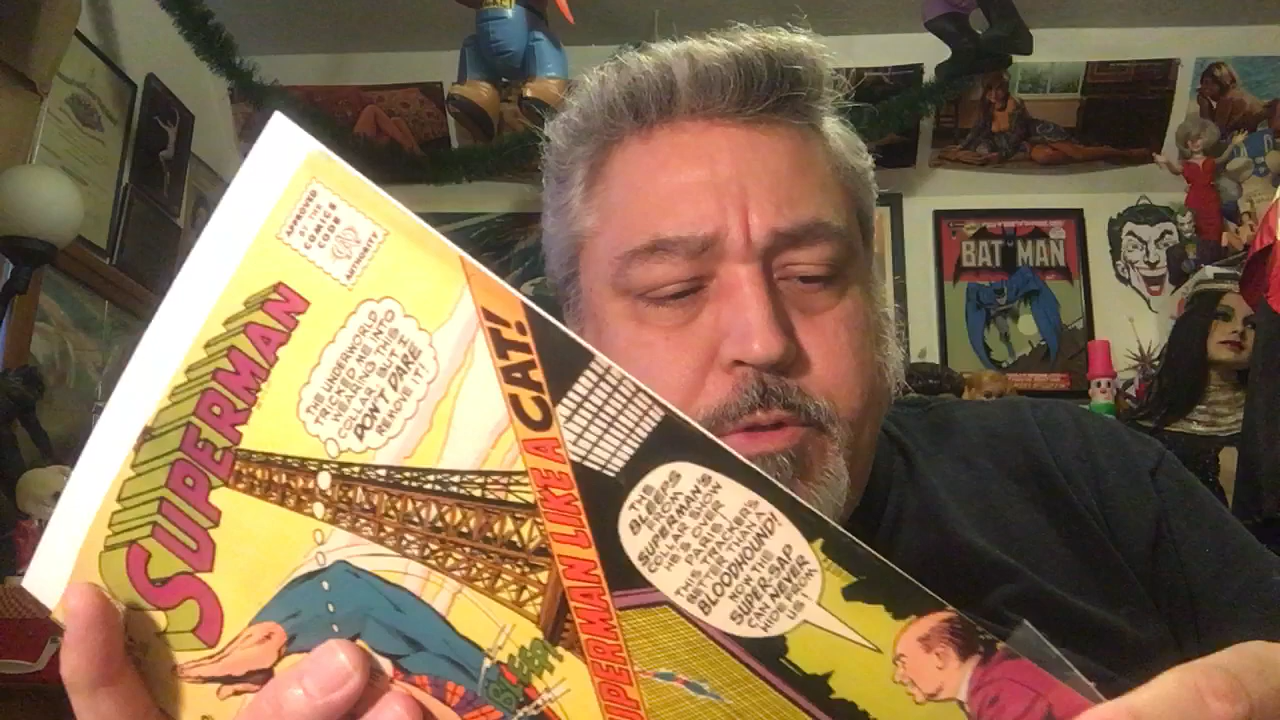 APPROVED
BY THE
COMICS
CODE
AUTHORITY
SUPERMAN
THE UNDERWORLD
TRICKED ME INTO
WEARING THIS
COLLAR BUT I
DON'T DARE
REMOVE IT!
SUPERMAN LIKE A CAT!
THE
BLEEPS
FROM
SUPERMAN'S
COLLAR SHOW
HE'S OVER
PARIS.
THIS TRACKER'S
BETTER THAN A
BLOODHOUND!
NOW THE
SUPER-SAP
CAN NEVER
HIDE FROM
US!
BATMAN